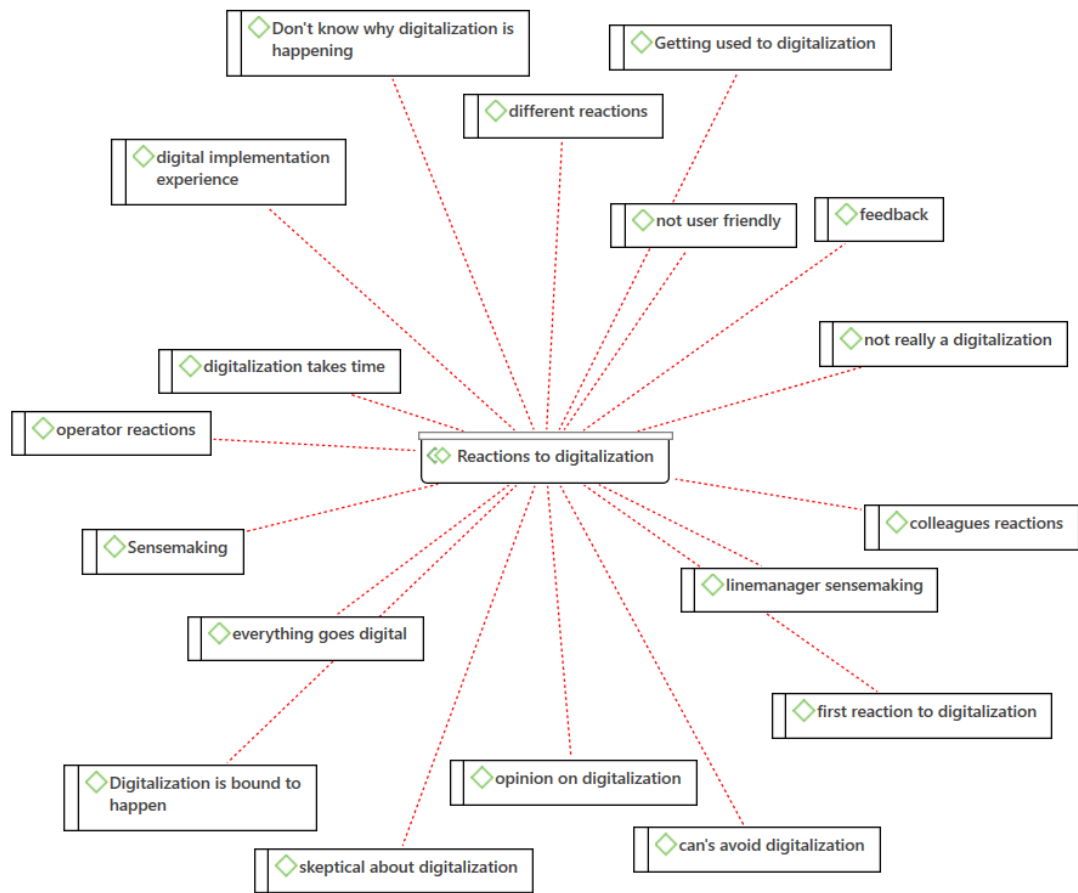 Don't know why digitalization is
happening
Getting used to digitalization
different reactions
digital implementation
experience
not user friendly
feedback
not really a digitalization
digitalization takes time
operator reactions
Reactions to digitalization
colleagues reactions
Sensemaking
linemanager sensemaking
everything goes digital
first reaction to digitalization
Digitalization is bound to
happen
opinion on digitalization
can's avoid digitalization
skeptical about digitalization